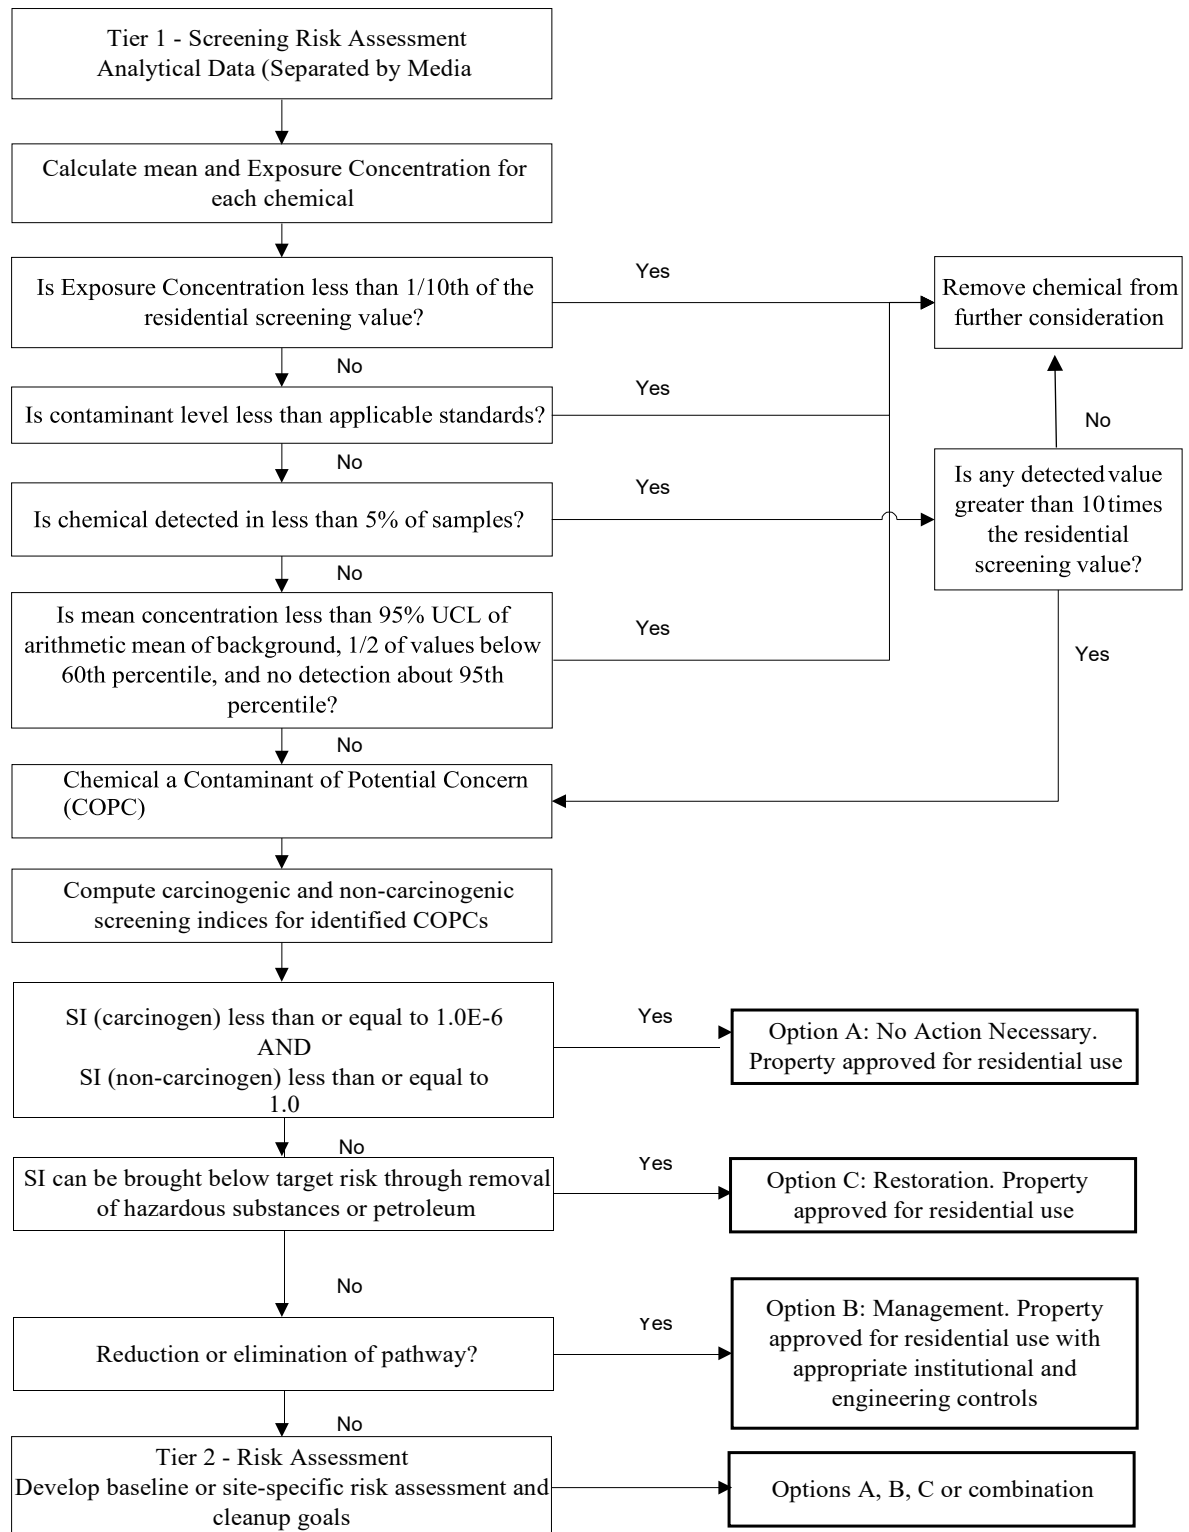 Tier 1 - Screening Risk Assessment
Analytical Data (Separated by Media
Calculate mean and Exposure Concentration for
each chemical
Is Exposure Concentration less than 1/10th of the
residential screening value?
Yes
Remove chemical from
further consideration
No
Is contaminant level less than applicable standards?
Yes
No
No
Is chemical detected in less than 5% of samples?
Yes
Is any detected value
greater than 10 times
the residential
screening value?
No
Is mean concentration less than 95% UCL of
arithmetic mean of background, 1/2 of values below
60th percentile, and no detection about 95th
percentile?
Yes
Yes
No
Chemical a Contaminant of Potential Concern
(COPC)
Compute carcinogenic and non-carcinogenic
screening indices for identified COPCs
SI (carcinogen) less than or equal to 1.0E-6
AND
SI (non-carcinogen) less than or equal to
1.0
Yes
Option A: No Action Necessary.
Property approved for residential use
No
SI can be brought below target risk through removal
of hazardous substances or petroleum
Yes
Option C: Restoration. Property
approved for residential use
No
Reduction or elimination of pathway?
Yes
Option B: Management. Property
approved for residential use with
appropriate institutional and
engineering controls
No
Tier 2 - Risk Assessment
Develop baseline or site-specific risk assessment and
cleanup goals
Options A, B, C or combination